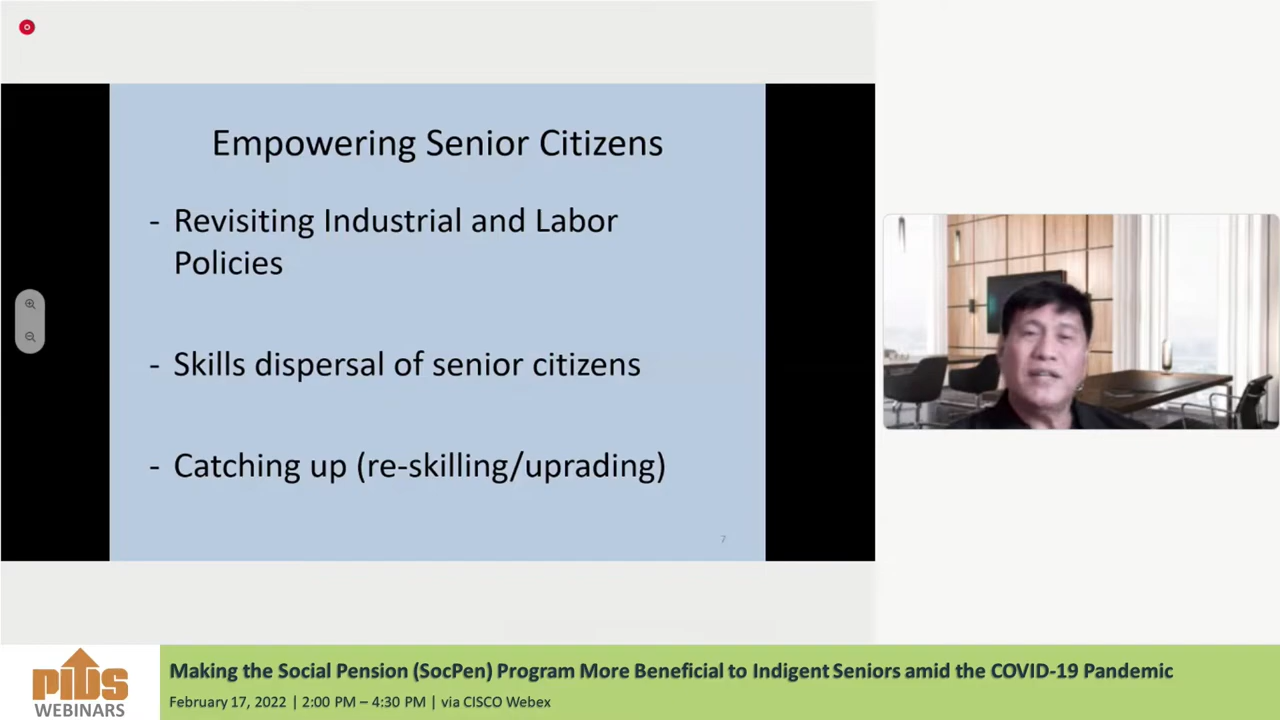 Empowering Senior Citizens
- Revisiting Industrial and Labor
Policies
- Skills dispersal of senior citizens
- Catching up (re-skilling/uprading)
7
PIDS
WEBINARS
Making the Social Pension (SocPen) Program More Beneficial to Indigent Seniors amid the COVID-19 Pandemic
February 17, 2022 | 2:00 PM – 4:30 PM | via CISCO Webex